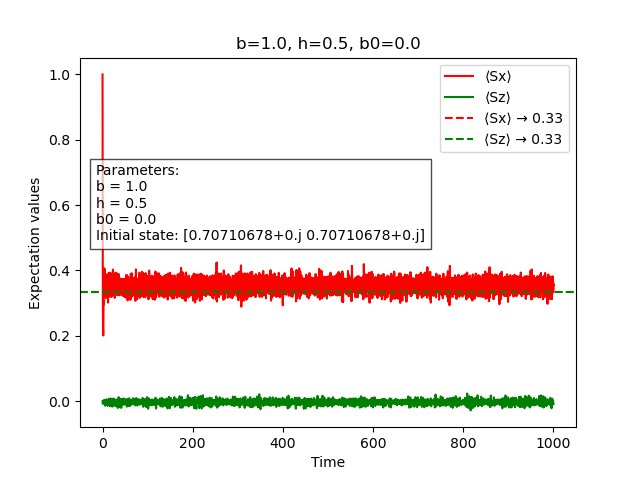 b=1.0, h=0.5, b0=0.0
1.0
0.8
0.6
0.4
0.2
0.0
Expectation values
⟨Sx⟩
⟨Sz⟩
⟨Sx⟩ → 0.33
⟨Sz⟩ → 0.33
Parameters:
b = 1.0
h = 0.5
b0 = 0.0
Initial state: [0.70710678+0.j 0.70710678+0.j]
0
200
400
600
800
1000
Time